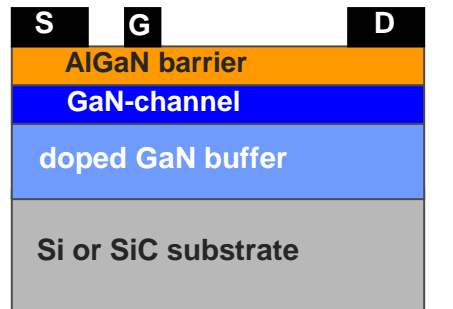 S G D
AlGaN barrier
GaN-channel
doped GaN buffer
Si or SiC substrate